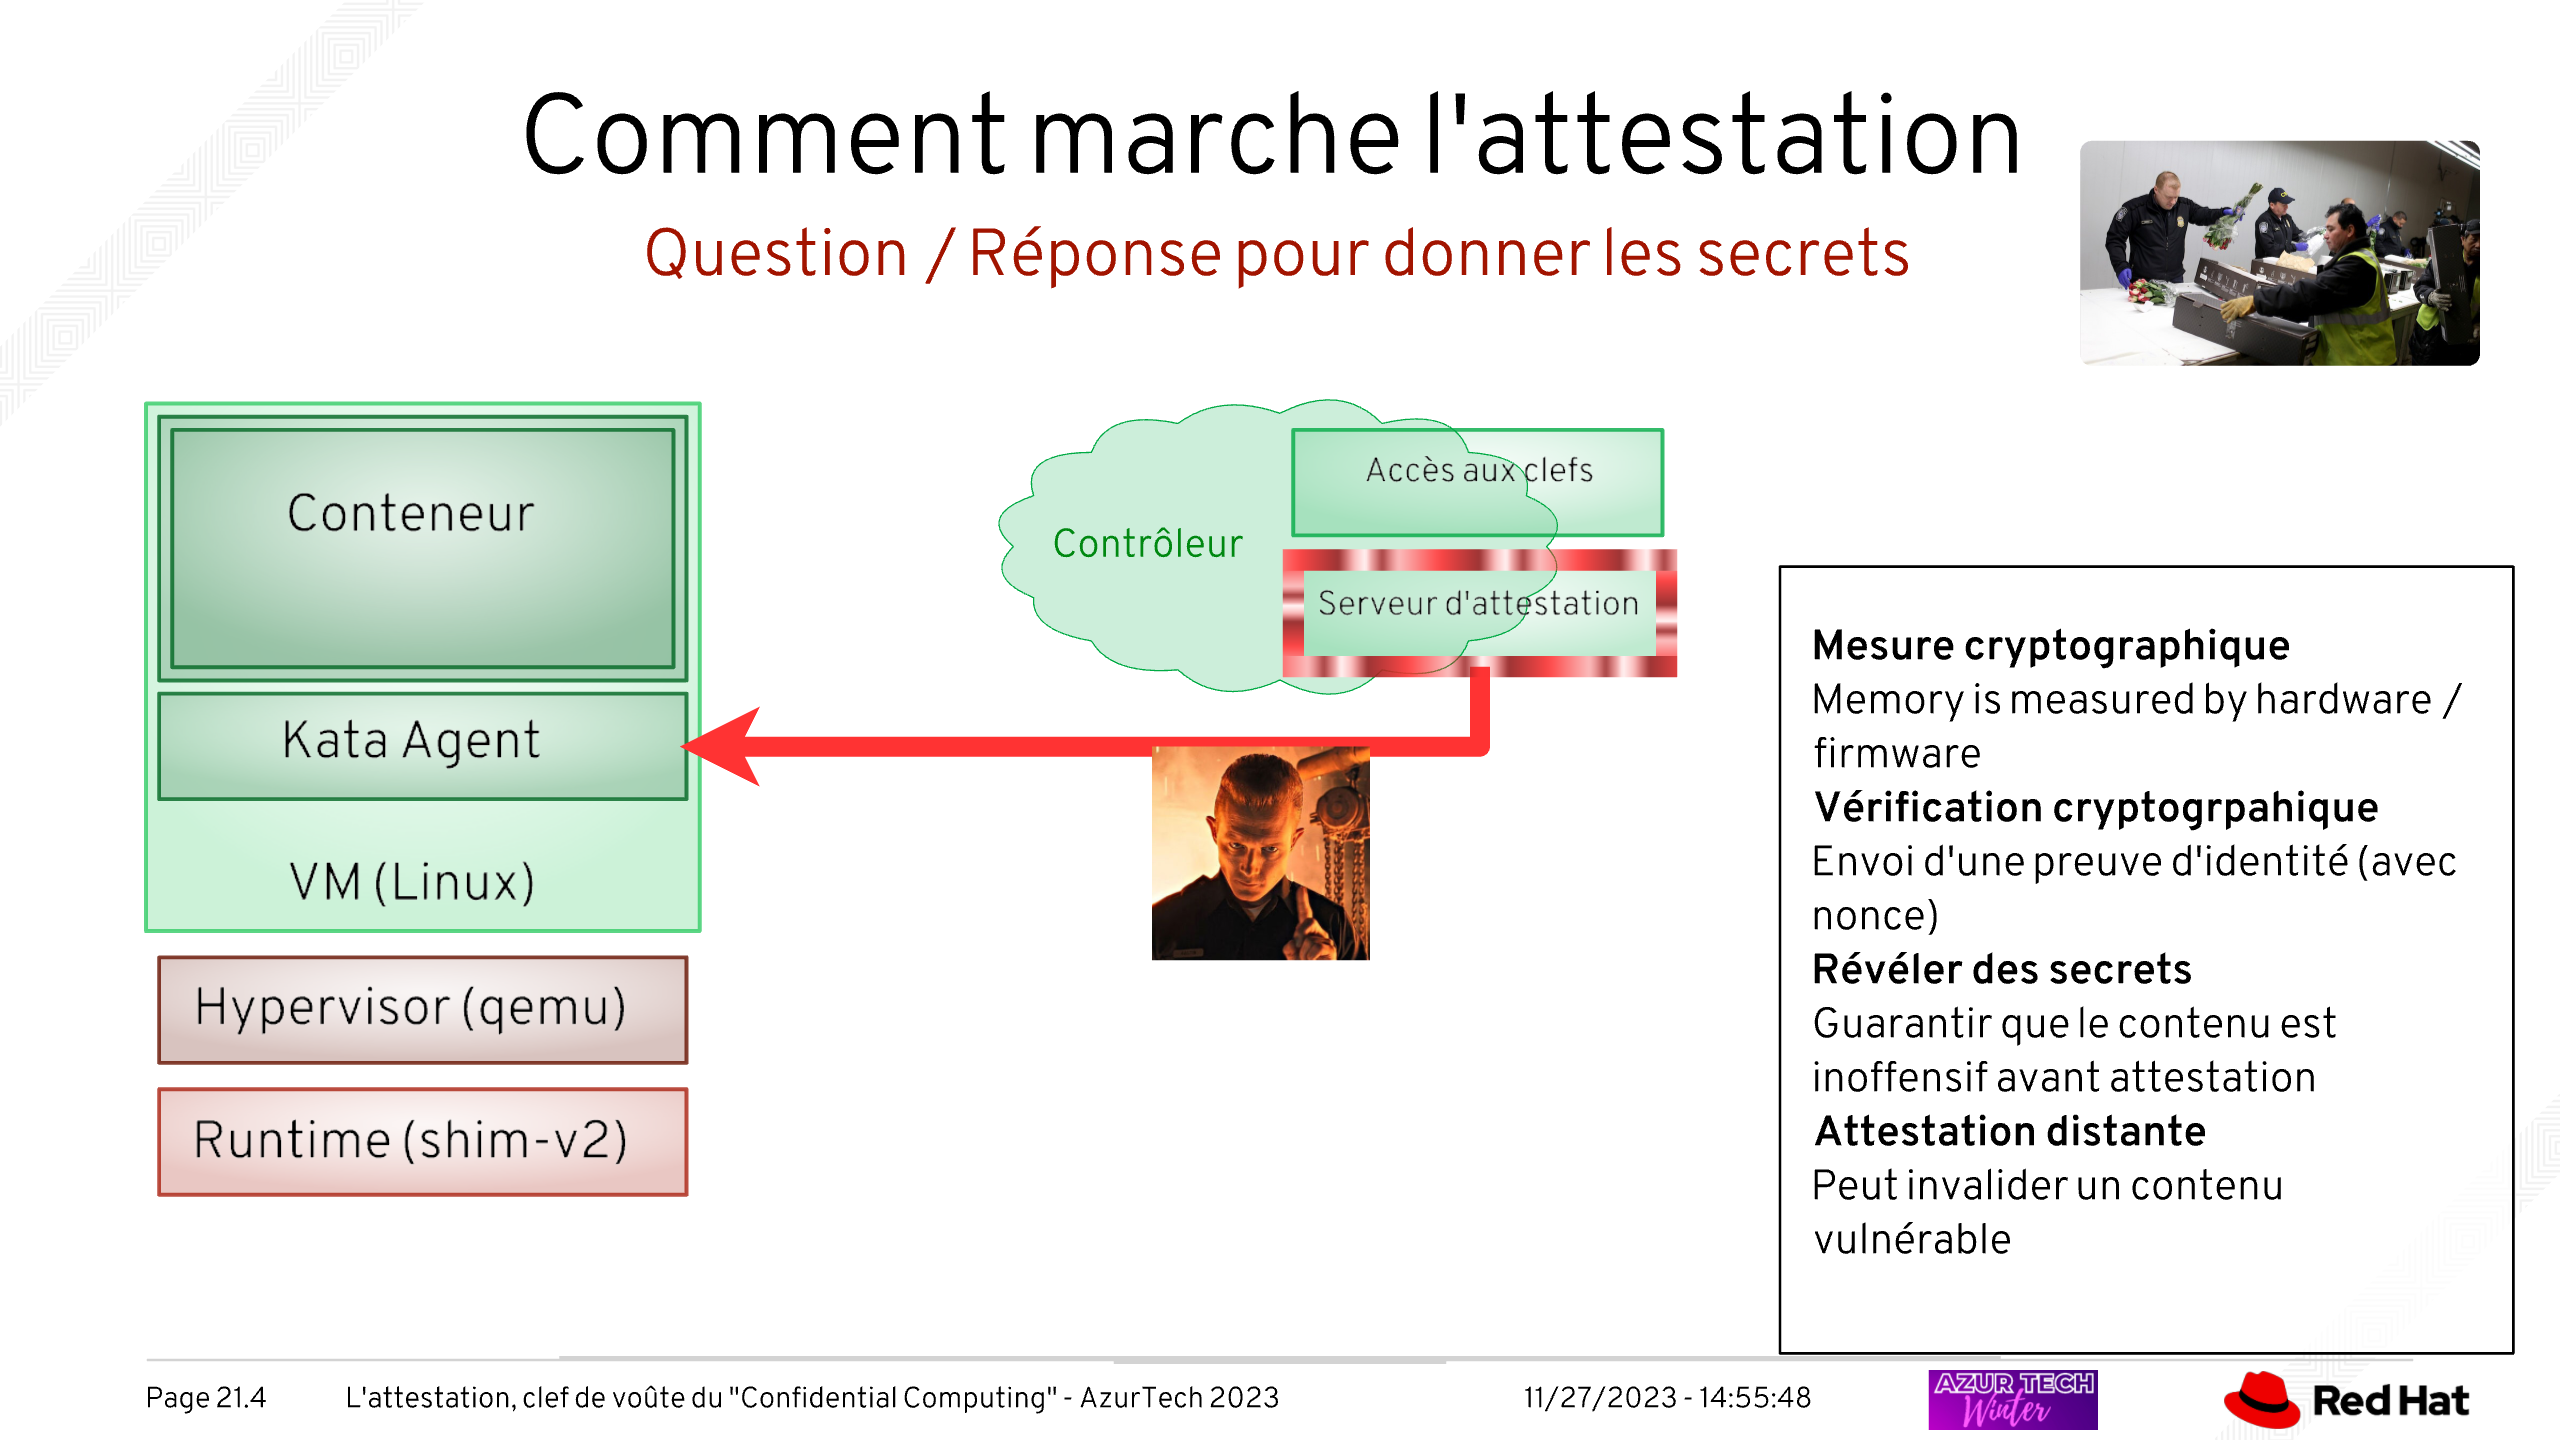 Comment marche l'attestation
Question / Réponse pour donner les secrets
Conteneur
Kata Agent
VM (Linux)
Hypervisor (qemu)
Runtime (shim-v2)
Contrôleur
Accès aux clefs
Serveur d'attestation
Mesure cryptographique
Memory is measured by hardware /
firmware
Vérification cryptogrpahique
Envoi d'une preuve d'identité (avec
nonce)
Révéler des secrets
Guarantir que le contenu est
inoffensif avant attestation
Attestation distante
Peut invalider un contenu
vulnérable
Page 21.4
L'attestation, clef de voûte du "Confidential Computing" - AzurTech 2023
11/27/2023 - 14:55:48
AZUR TECH
Winter
Red Hat